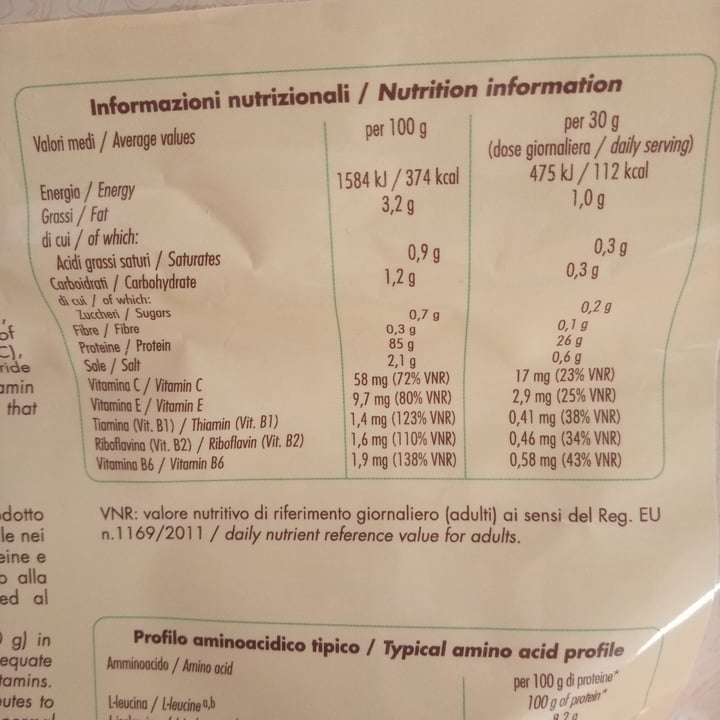 Informazioni nutrizionali / Nutrition information
Valori medi / Average values per 100 g per 30 g
(dose giornaliera / daily serving)
Energia / Energy 1584 kJ / 374 kcal 475 kJ / 112 kcal
Grassi / Fat 3,2 g 1,0 g
di cui / of which:
Acidi grassi saturi / Saturates 0,9 g 0,3 g
Carboidrati / Carbohydrate 1,2 g 0,3 g
di cui / of which:
Zuccheri / Sugars 0,7 g 0,2 g
Fibre / Fibre 0,3 g 0,1 g
Proteine / Protein 85 g 26 g
Sale / Salt 2,1 g 0,6 g
Vitamina C / Vitamin C 58 mg (72% VNR) 17 mg (23% VNR)
Vitamina E / Vitamin E 9,7 mg (80% VNR) 2,9 mg (25% VNR)
Tiamina (Vit. B1) / Thiamin (Vit. B1) 1,4 mg (123% VNR) 0,41 mg (38% VNR)
Riboflavina (Vit. B2) / Riboflavin (Vit. B2) 1,6 mg (110% VNR) 0,46 mg (34% VNR)
Vitamina B6 / Vitamin B6 1,9 mg (138% VNR) 0,58 mg (43% VNR)
VNR: valore nutritivo di riferimento giornaliero (adulti) ai sensi del Reg. EU
n.1169/2011 / daily nutrient reference value for adults.
Profilo aminoacidico tipico / Typical amino acid profile
Amminoacido / Amino acid per 100 g di proteine*
100 g of protein*
L-leucina / L-leucine a,b 8,2 g
of
C),
ride
amin
that
dotto
le nei
eine e
o alla
ed al
g) in
equate
tamins.
utes to